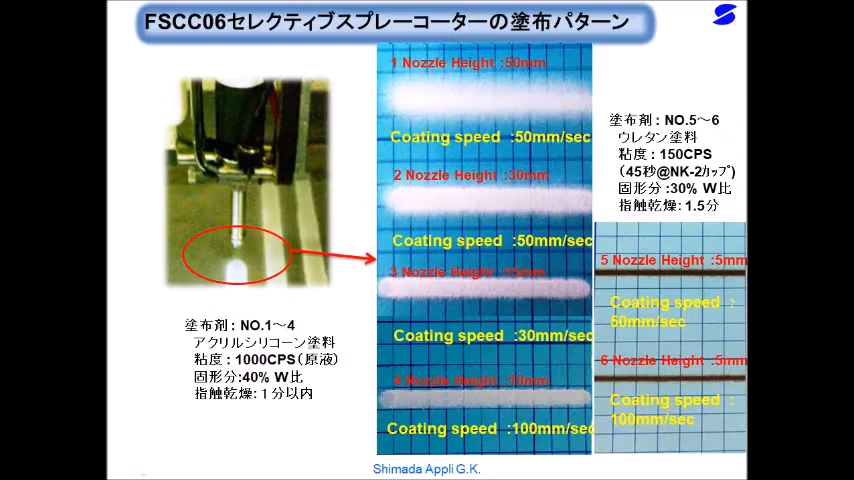 FSCC06セレクティブスプレーコーターの塗布パターン
1 Nozzle Height :50mm
Coating speed :50mm/sec
2 Nozzle Height :30mm
Coating speed :50mm/sec
3 Nozzle Height :15mm
Coating speed :30mm/sec
4 Nozzle Height :15mm
Coating speed :100mm/sec
塗布剤：NO.5～6
ウレタン塗料
粘度：150CPS
（45秒@NK-2ｶｯﾌﾟ)
固形分:30% W比
指触乾燥：1.5分
5 Nozzle Height :5mm
Coating speed :
50mm/sec
6 Nozzle Height :5mm
Coating speed :
100mm/sec
塗布剤：NO.1～4
アクリルシリコーン塗料
粘度：1000CPS（原液）
固形分:40% W比
指触乾燥:１分以内
Shimada Appli G.K.